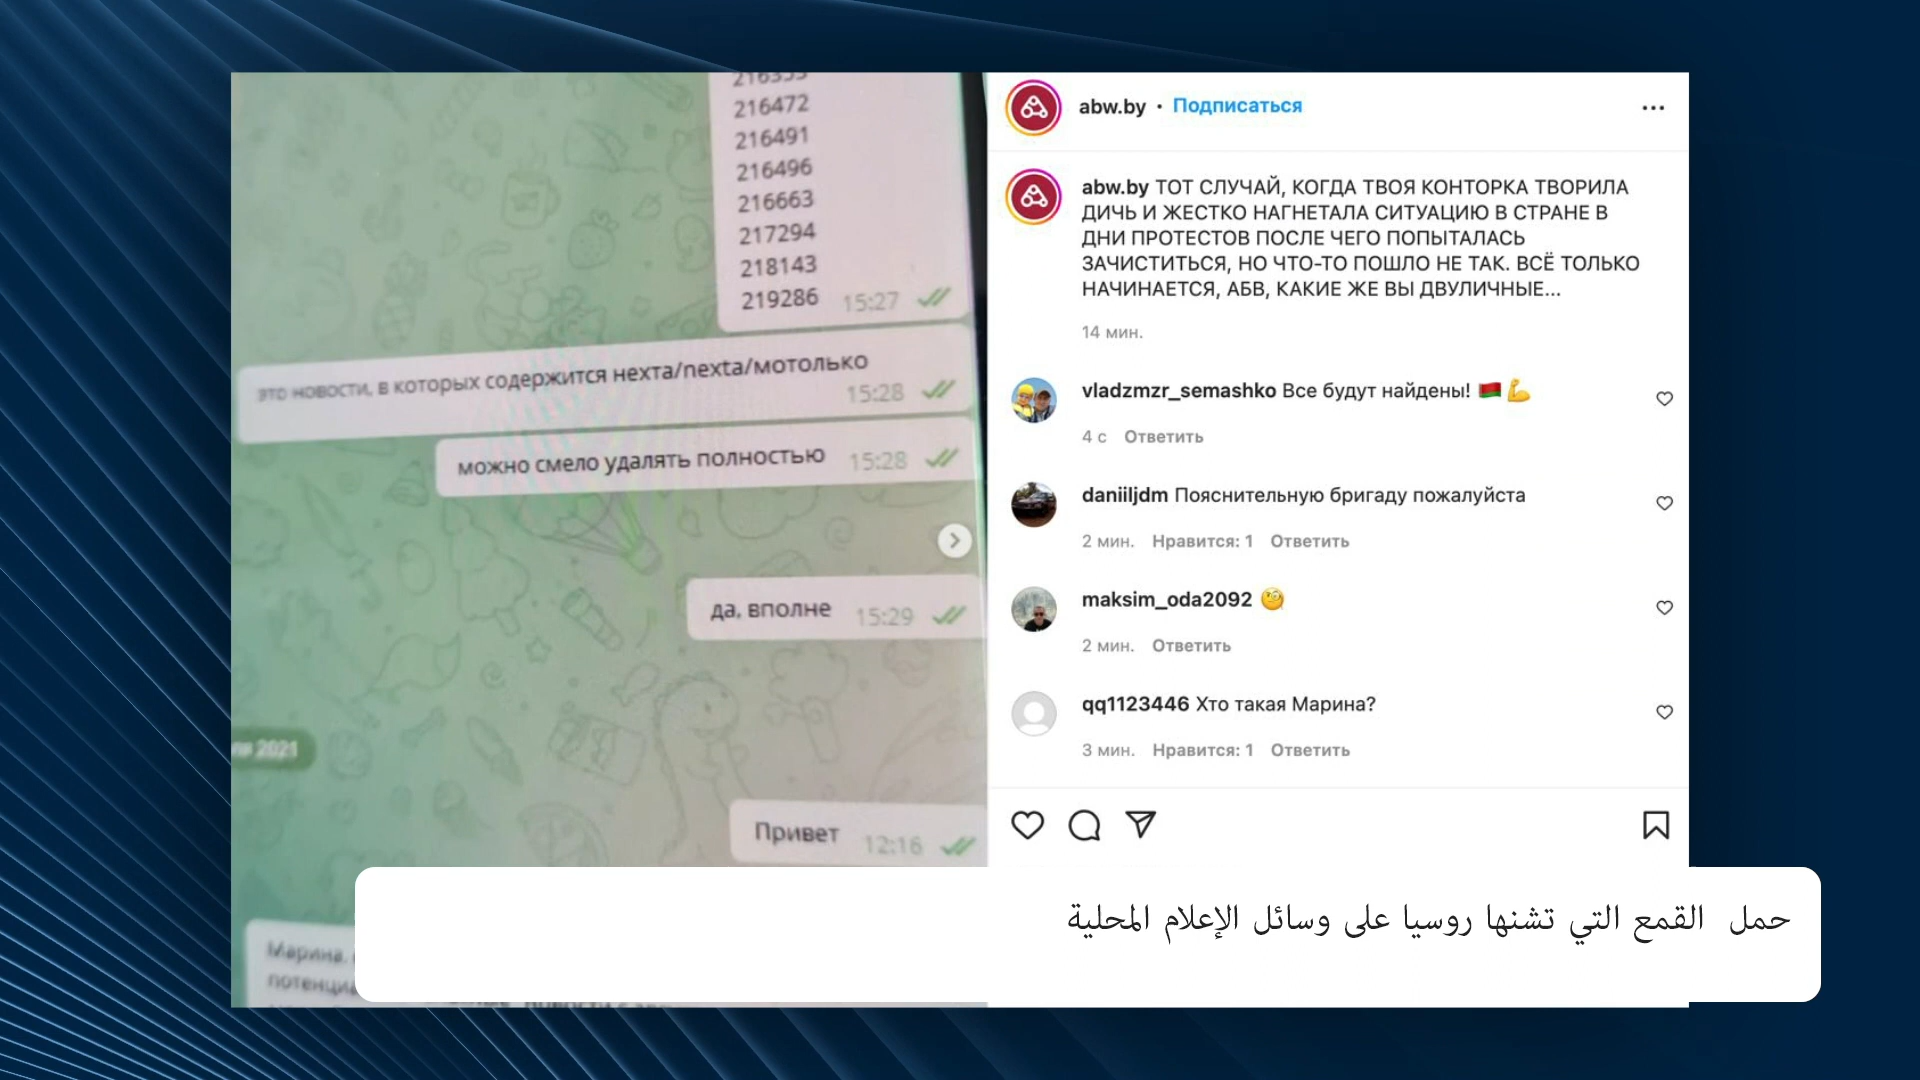 216353
216472
216491
216496
216663
217294
218143
219286 15:27
это новости, в которых содержится нехта/nexta/мотолько
15:28
можно смело удалять полностью 15:28
да, вполне 15:29
2021
Привет 12:16
Марина.
abw.by • Подписаться
abw.by ТОТ СЛУЧАЙ, КОГДА ТВОЯ КОНТОРКА ТВОРИЛА
ДИЧЬ И ЖЕСТКО НАГНЕТАЛА СИТУАЦИЮ В СТРАНЕ В
ДНИ ПРОТЕСТОВ ПОСЛЕ ЧЕГО ПОПЫТАЛАСЬ
ЗАЧИСТИТЬСЯ, НО ЧТО-ТО ПОШЛО НЕ ТАК. ВСЁ ТОЛЬКО
НАЧИНАЕТСЯ, АБВ, КАКИЕ ЖЕ ВЫ ДВУЛИЧНЫЕ...
14 мин.
vladzmzr_semashko Все будут найдены! 🇧🇾💪
4 с Ответить
daniiljdm Пояснительную бригаду пожалуйста
2 мин. Нравится: 1 Ответить
maksim_oda2092 🧐
2 мин. Ответить
qq1123446 Хто такая Марина?
3 мин. Нравится: 1 Ответить
حمل القمع التي تشنها روسيا على وسائل الإعلام المحلية